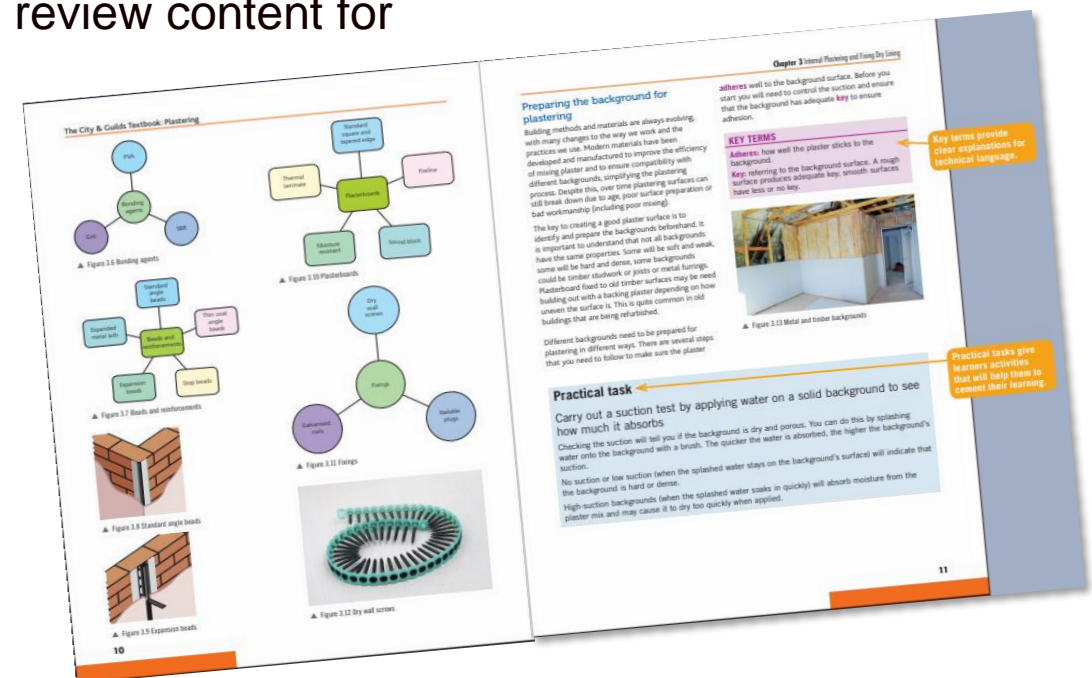 review content for
The City & Guilds Textbook: Plastering
PVA
Bonding
agents
Grit
SBR
▲ Figure 3.6 Bonding agents
Standard
square and
tapered edge
Thermal
laminate
Fireline
Plasterboards
Moisture
resistant
▲ Figure 3.10 Plasterboards
Standard
angle
beads
Expanded
metal lath
Thin coat
angle
beads
Beads and
reinforcements
Expansion
beads
Stop beads
▲ Figure 3.7 Beads and reinforcements
Dry
wall
screws
Fixings
Galvanised
nails
Nailable
plugs
▲ Figure 3.11 Fixings
▲ Figure 3.8 Standard angle beads
▲ Figure 3.9 Expansion beads
▲ Figure 3.12 Dry wall screws
10
Chapter 3 Internal Plastering and Fixing Dry Lining
Preparing the background for
plastering
Building methods and materials are always evolving,
with many changes to the way we work and the
practices we use. Modern materials have been
developed and manufactured to improve the efficiency
of mixing plaster and to ensure compatibility with
different backgrounds, simplifying the plastering
process. Despite this, over time plastering surfaces can
still break down due to age, poor surface preparation or
bad workmanship (including poor mixing).
The key to creating a good plaster surface is to
identify and prepare the backgrounds beforehand. It
is important to understand that not all backgrounds
have the same properties. Some will be soft and weak,
some will be hard and dense, some backgrounds
could be timber studwork or joists or metal furrings.
Plasterboard fixed to old timber surfaces may be need
building out with a backing plaster depending on how
uneven the surface is. This is quite common in old
buildings that are being refurbished.
Different backgrounds need to be prepared for
plastering in different ways. There are several steps
that you need to follow to make sure the plaster
adheres well to the background surface. Before you
start you will need to control the suction and ensure
that the background has adequate key to ensure
adhesion.
KEY TERMS
Adheres: how well the plaster sticks to the
background.
Key: referring to the background surface. A rough
surface produces adequate key; smooth surfaces
have less or no key.
▲ Figure 3.13 Metal and timber backgrounds
Key terms provide
clear explanations for
technical language.
Practical tasks give
learners activities
that will help them to
cement their learning.
Practical task
Carry out a suction test by applying water on a solid background to see
how much it absorbs
Checking the suction will tell you if the background is dry and porous. You can do this by splashing
water onto the background with a brush. The quicker the water is absorbed, the higher the background's
suction.
No suction or low suction (when the splashed water stays on the background's surface) will indicate that
the background is hard or dense.
High-suction backgrounds (when the splashed water soaks in quickly) will absorb moisture from the
plaster mix and may cause it to dry too quickly when applied.
11